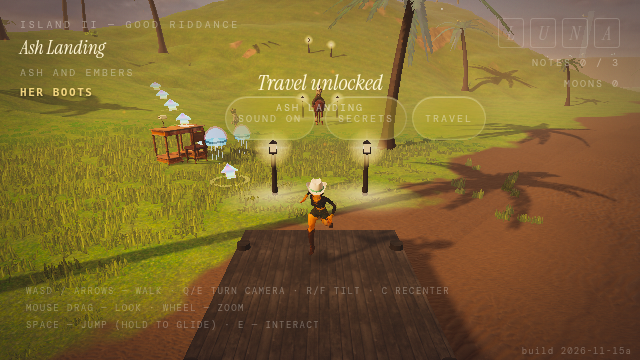 ISLAND II — GOOD RIDDANCE
Ash Landing
ASH AND EMBERS
HER BOOTS
LUNA
NOTES 0 / 3
MOONS 0
Travel unlocked
ASH LANDING
SOUND ON
SECRETS
TRAVEL
WASD / ARROWS — WALK · Q/E TURN CAMERA · R/F TILT · C RECENTER
MOUSE DRAG — LOOK · WHEEL — ZOOM
SPACE — JUMP (HOLD TO GLIDE) · E — INTERACT
build 2026-11-15a